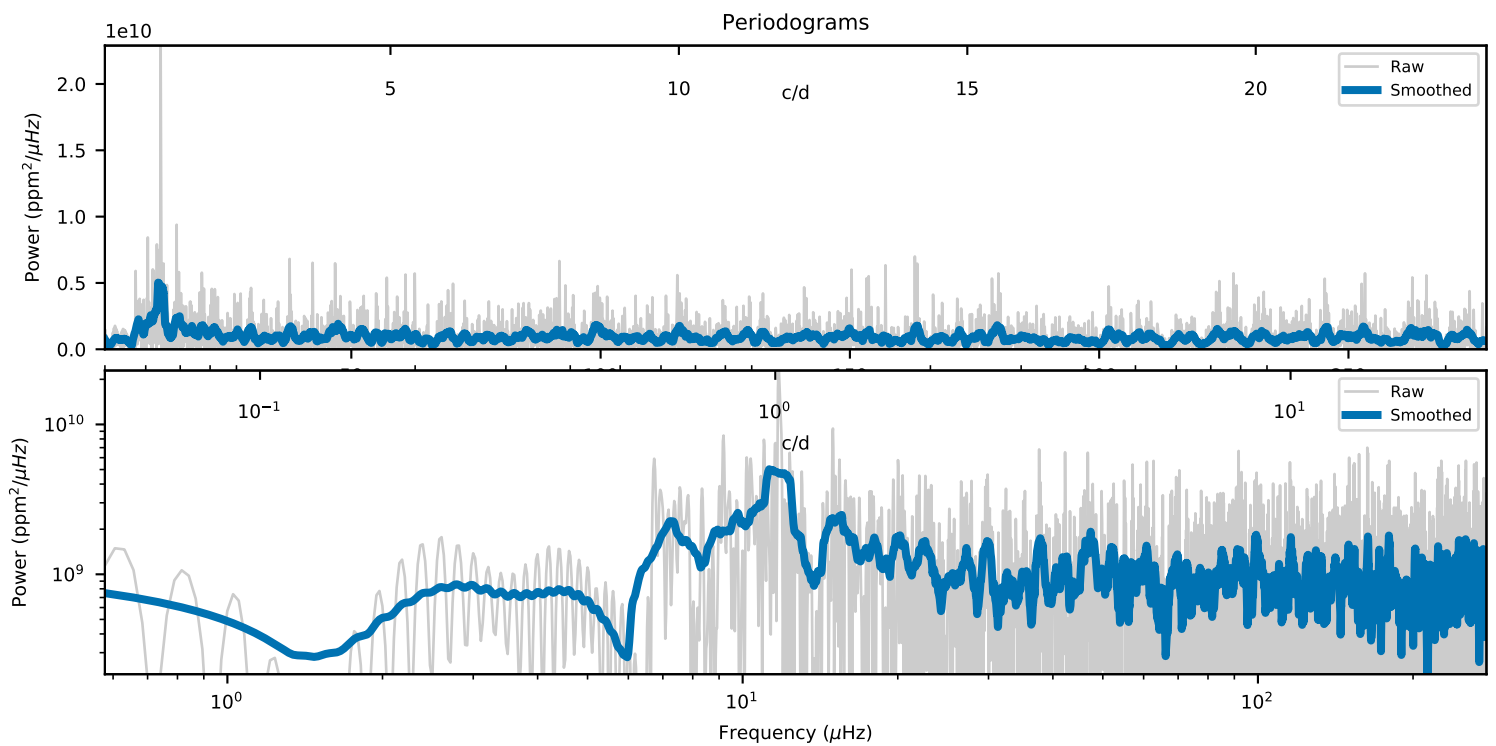 Periodograms
1e10
5 10 15 20
c/d
Raw
Smoothed
2.0
1.5
1.0
0.5
0.0
Power (ppm²/μHz)
10⁻¹ 10⁰ 10¹
c/d
Raw
Smoothed
10¹⁰
10⁹
Power (ppm²/μHz)
10⁰ 10¹ 10²
Frequency (μHz)